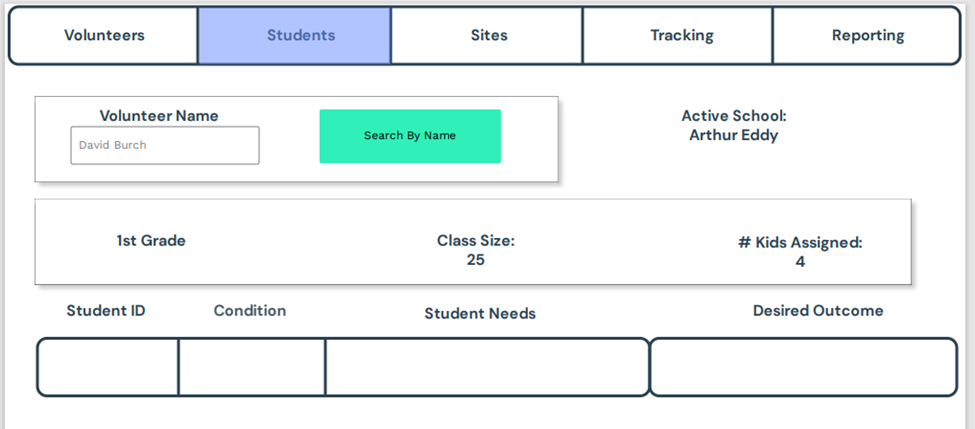 Volunteers
Students
Sites
Tracking
Reporting
Volunteer Name
David Burch
Search By Name
Active School:
Arthur Eddy
1st Grade
Class Size:
25
# Kids Assigned:
4
Student ID
Condition
Student Needs
Desired Outcome